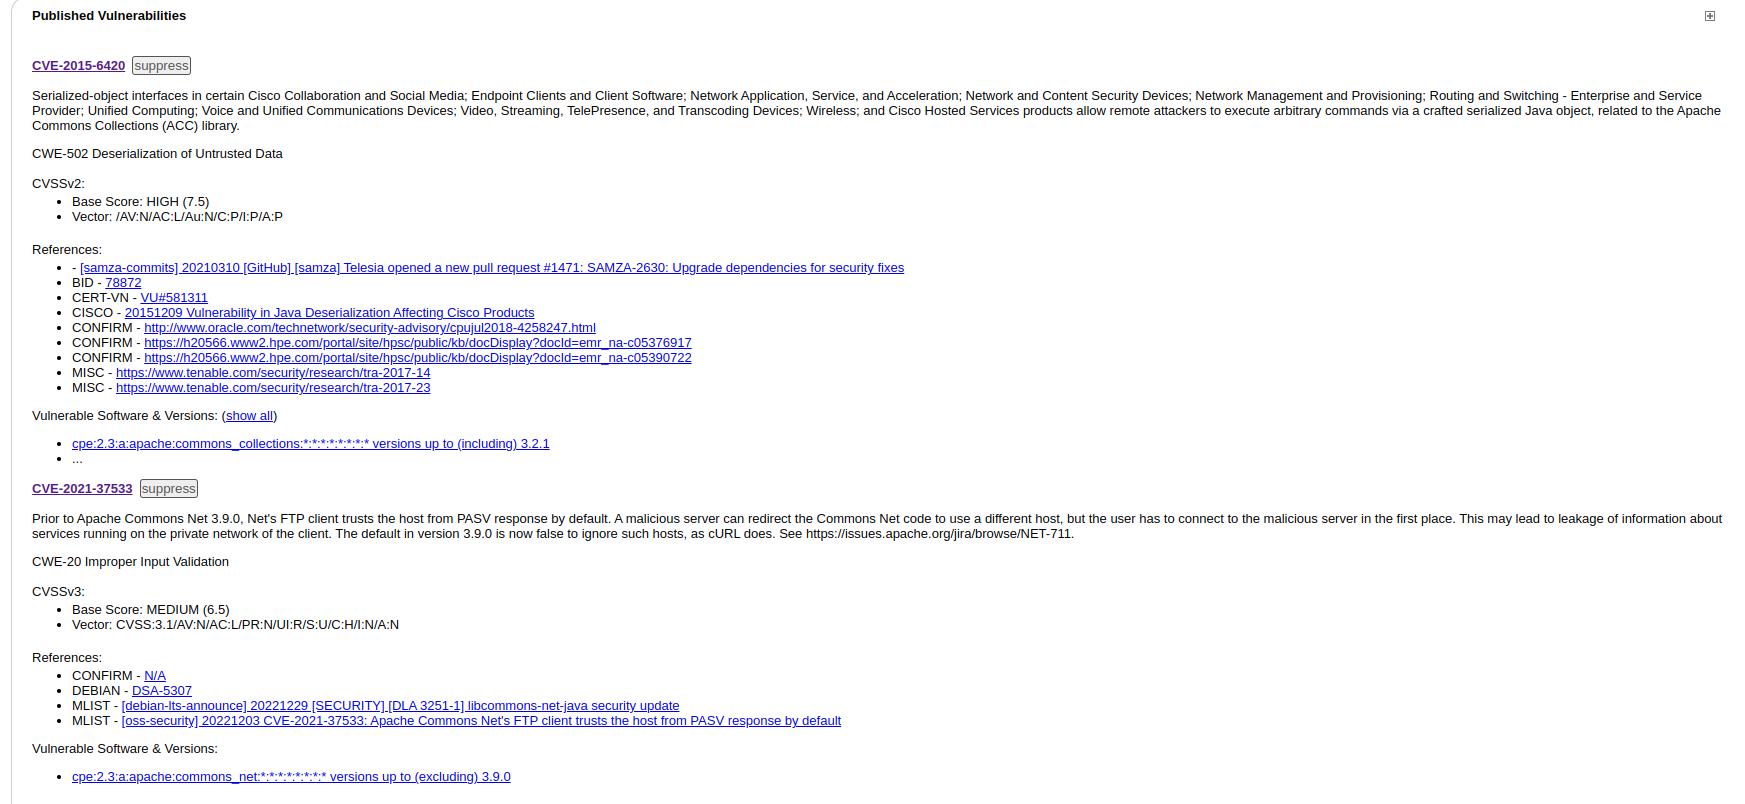 Published Vulnerabilities
CVE-2015-6420 suppress
Serialized-object interfaces in certain Cisco Collaboration and Social Media; Endpoint Clients and Client Software; Network Application, Service, and Acceleration; Network and Content Security Devices; Network Management and Provisioning; Routing and Switching - Enterprise and Service
Provider; Unified Computing; Voice and Unified Communications Devices; Video, Streaming, TelePresence, and Transcoding Devices; Wireless; and Cisco Hosted Services products allow remote attackers to execute arbitrary commands via a crafted serialized Java object, related to the Apache
Commons Collections (ACC) library.
CWE-502 Deserialization of Untrusted Data
CVSSv2:
• Base Score: HIGH (7.5)
• Vector: /AV:N/AC:L/Au:N/C:P/I:P/A:P
References:
• - [samza-commits] 20210310 [GitHub] [samza] Telesia opened a new pull request #1471: SAMZA-2630: Upgrade dependencies for security fixes
• BID - 78872
• CERT-VN - VU#581311
• CISCO - 20151209 Vulnerability in Java Deserialization Affecting Cisco Products
• CONFIRM - http://www.oracle.com/technetwork/security-advisory/cpujul2018-4258247.html
• CONFIRM - https://h20566.www2.hpe.com/portal/site/hpsc/public/kb/docDisplay?docId=emr_na-c05376917
• CONFIRM - https://h20566.www2.hpe.com/portal/site/hpsc/public/kb/docDisplay?docId=emr_na-c05390722
• MISC - https://www.tenable.com/security/research/tra-2017-14
• MISC - https://www.tenable.com/security/research/tra-2017-23
Vulnerable Software & Versions: (show all)
• cpe:2.3:a:apache:commons_collections:*:*:*:*:*:*:*:* versions up to (including) 3.2.1
• ...
CVE-2021-37533 suppress
Prior to Apache Commons Net 3.9.0, Net's FTP client trusts the host from PASV response by default. A malicious server can redirect the Commons Net code to use a different host, but the user has to connect to the malicious server in the first place. This may lead to leakage of information about
services running on the private network of the client. The default in version 3.9.0 is now false to ignore such hosts, as cURL does. See https://issues.apache.org/jira/browse/NET-711.
CWE-20 Improper Input Validation
CVSSv3:
• Base Score: MEDIUM (6.5)
• Vector: CVSS:3.1/AV:N/AC:L/PR:N/UI:R/S:U/C:H/I:N/A:N
References:
• CONFIRM - N/A
• DEBIAN - DSA-5307
• MLIST - [debian-lts-announce] 20221229 [SECURITY] [DLA 3251-1] libcommons-net-java security update
• MLIST - [oss-security] 20221203 CVE-2021-37533: Apache Commons Net's FTP client trusts the host from PASV response by default
Vulnerable Software & Versions:
• cpe:2.3:a:apache:commons_net:*:*:*:*:*:*:*:* versions up to (excluding) 3.9.0